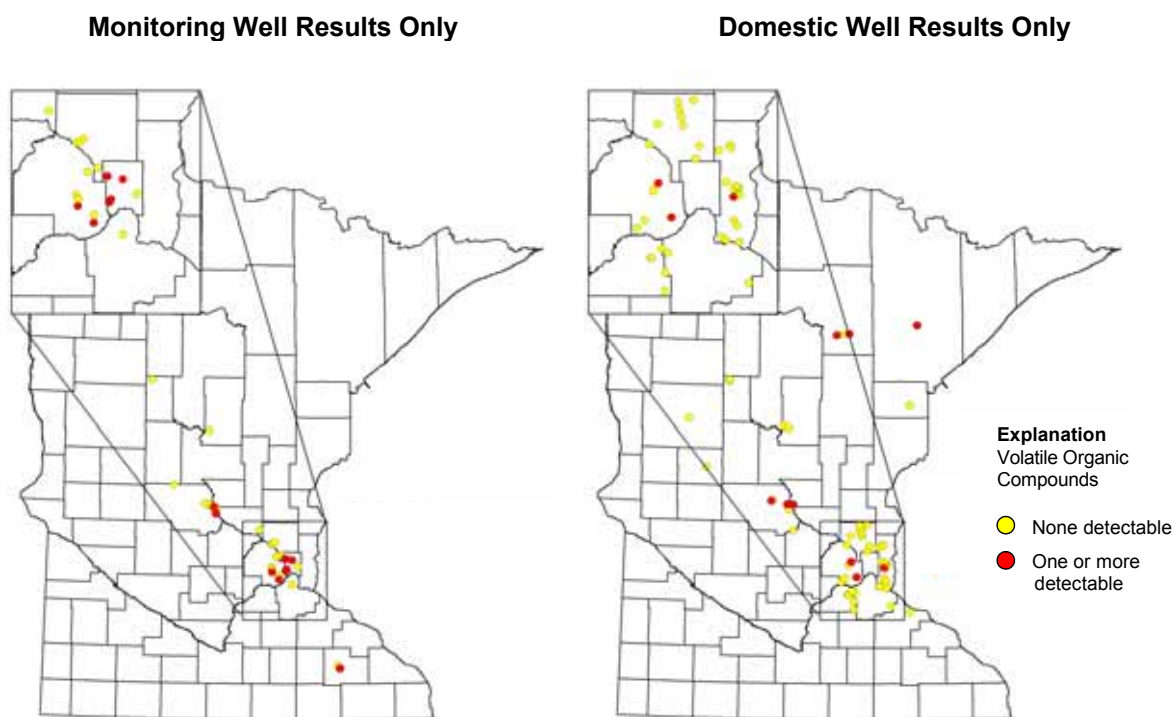 Monitoring Well Results Only
Domestic Well Results Only
Explanation
Volatile Organic
Compounds
None detectable
One or more
detectable